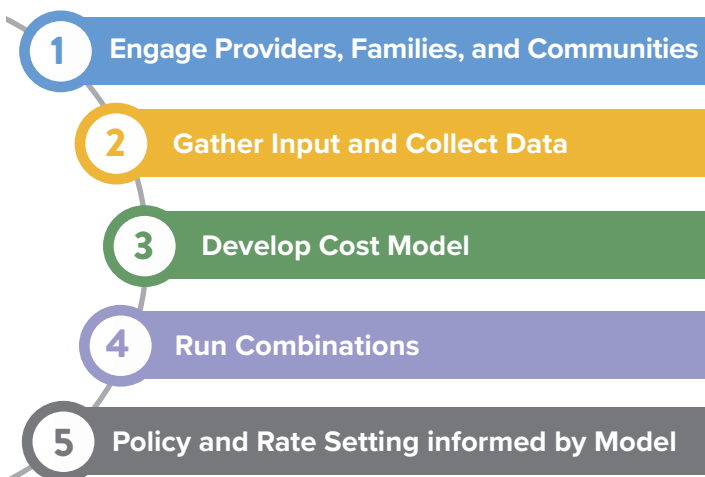 1 Engage Providers, Families, and Communities
2 Gather Input and Collect Data
3 Develop Cost Model
4 Run Combinations
5 Policy and Rate Setting informed by Model